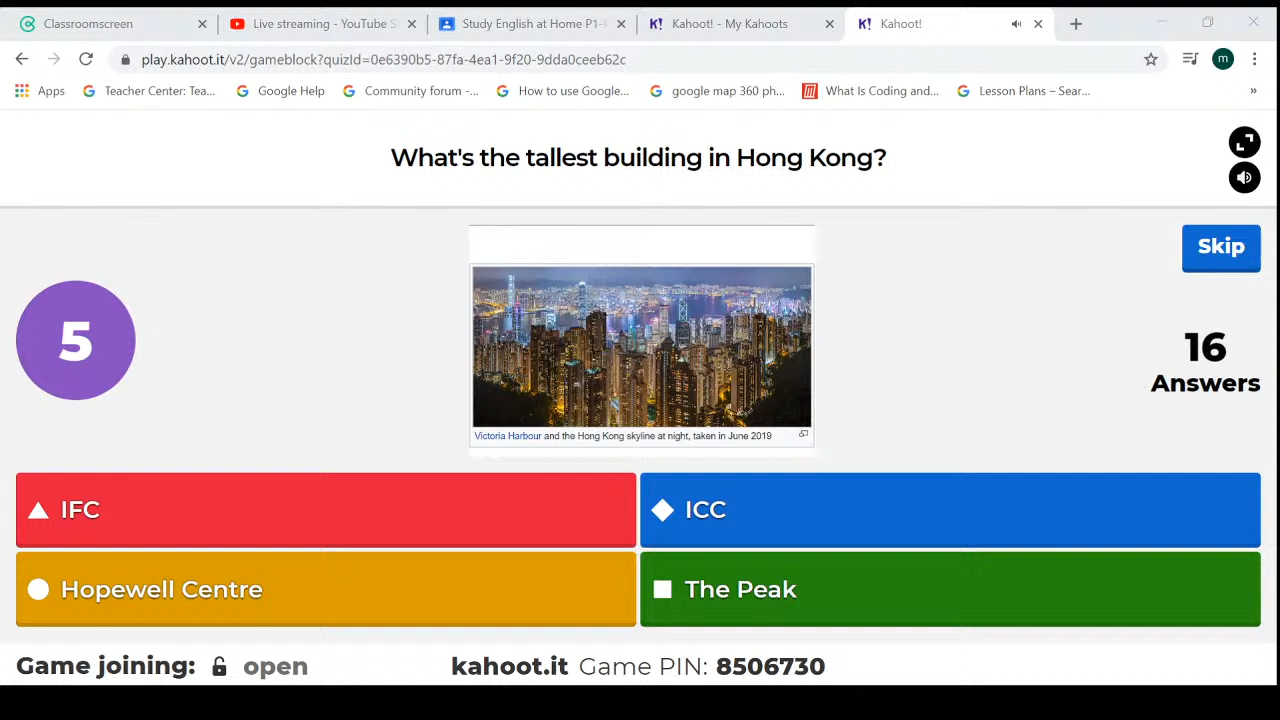 Classroomscreen
Live streaming - YouTube S
Study English at Home P1-
Kahoot! - My Kahoots
Kahoot!
play.kahoot.it/v2/gameblock?quizId=0e6390b5-87fa-4ea1-9f20-9dda0ceeb62c
m
Apps
Teacher Center: Tea...
Google Help
Community forum -...
How to use Google...
google map 360 ph...
What Is Coding and...
Lesson Plans – Sear...
»
What's the tallest building in Hong Kong?
Skip
5
16
Answers
Victoria Harbour and the Hong Kong skyline at night, taken in June 2019
IFC
ICC
Hopewell Centre
The Peak
Game joining: open
kahoot.it Game PIN: 8506730